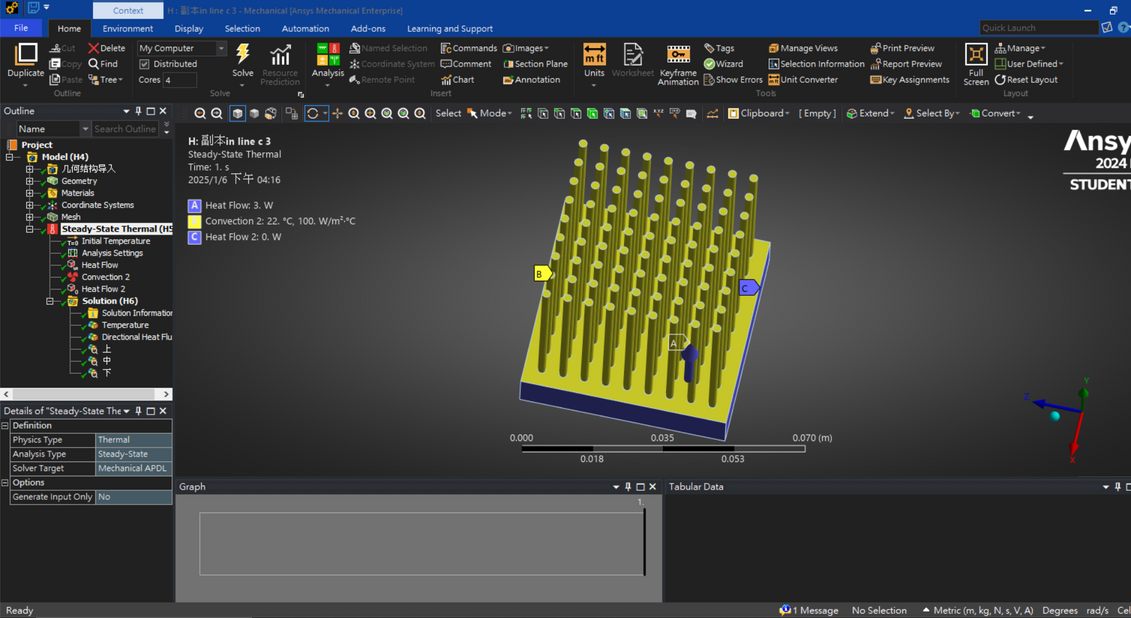 Context
H : 副本in line c 3 - Mechanical [Ansys Mechanical Enterprise]
File Home Environment Display Selection Automation Add-ons Learning and Support
Quick Launch
Duplicate
Cut
Copy
Paste
Delete
Find
Tree
Outline
My Computer
Distributed
Cores 4
Solve
Resource Prediction
Solve
Analysis
Named Selection
Coordinate System
Remote Point
Commands
Comment
Chart
Images
Section Plane
Annotation
Insert
Units
Worksheet
Keyframe Animation
Tags
Wizard
Show Errors
Manage Views
Selection Information
Unit Converter
Print Preview
Report Preview
Key Assignments
Tools
Full Screen
Manage
User Defined
Reset Layout
Layout
Outline
Name Search Outline
Select Mode Clipboard [ Empty ] Extend Select By Convert
Project
Model (H4)
几何结构导入
Geometry
Materials
Coordinate Systems
Mesh
Steady-State Thermal (H5
Initial Temperature
Analysis Settings
Heat Flow
Convection 2
Heat Flow 2
Solution (H6)
Solution Information
Temperature
Directional Heat Flu
上
中
下
H: 副本in line c 3
Steady-State Thermal
Time: 1. s
2025/1/6 下午 04:16
A Heat Flow: 3. W
Convection 2: 22. °C, 100. W/m²·°C
C Heat Flow 2: 0. W
B
C
A
Ansy
2024
STUDENT
0.000 0.035 0.070 (m)
0.018 0.053
Y
Z
X
Details of "Steady-State The
Definition
Physics Type Thermal
Analysis Type Steady-State
Solver Target Mechanical APDL
Options
Generate Input Only No
Graph
1.
Tabular Data
Ready
1 Message No Selection Metric (m, kg, N, s, V, A) Degrees rad/s Cel